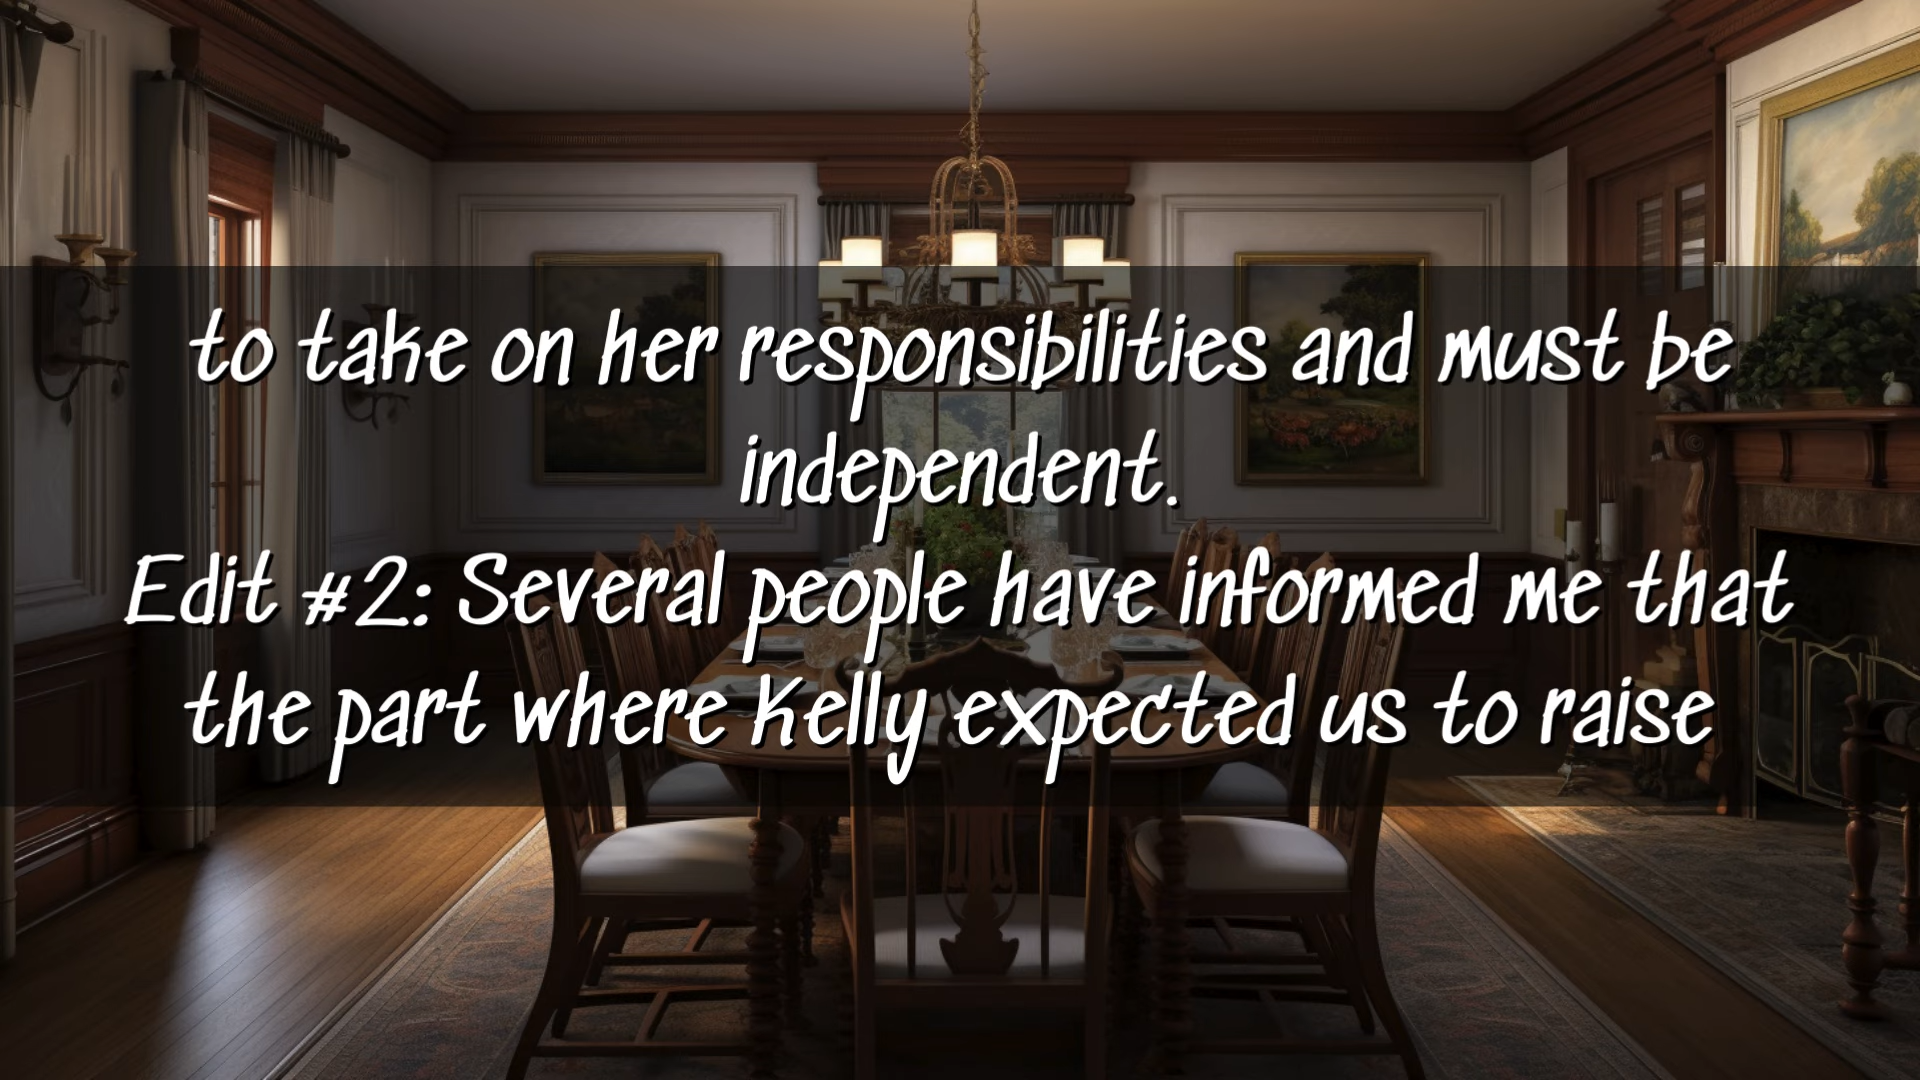 to take on her responsibilities and must be
independent.
Edit #2: Several people have informed me that
the part where Kelly expected us to raise